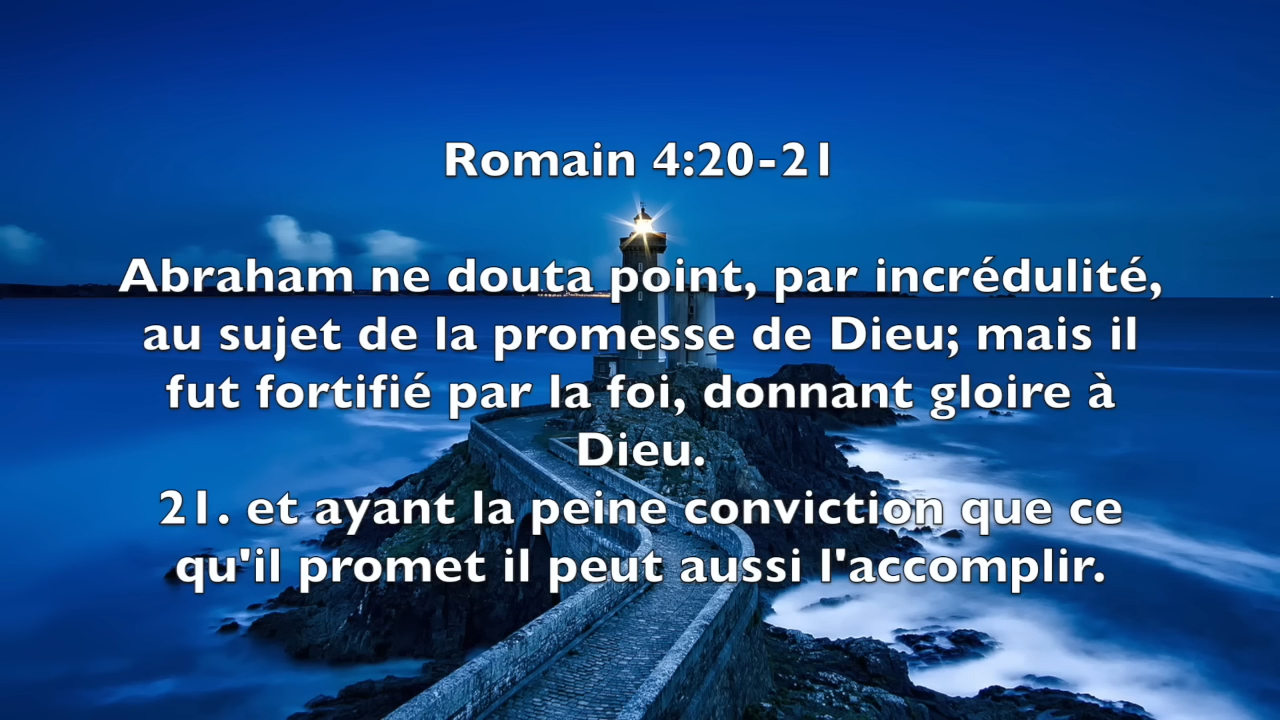 Romain 4:20-21
Abraham ne douta point, par incrédulité,
au sujet de la promesse de Dieu; mais il
fut fortifié par la foi, donnant gloire à
Dieu.
21. et ayant la peine conviction que ce
qu'il promet il peut aussi l'accomplir.